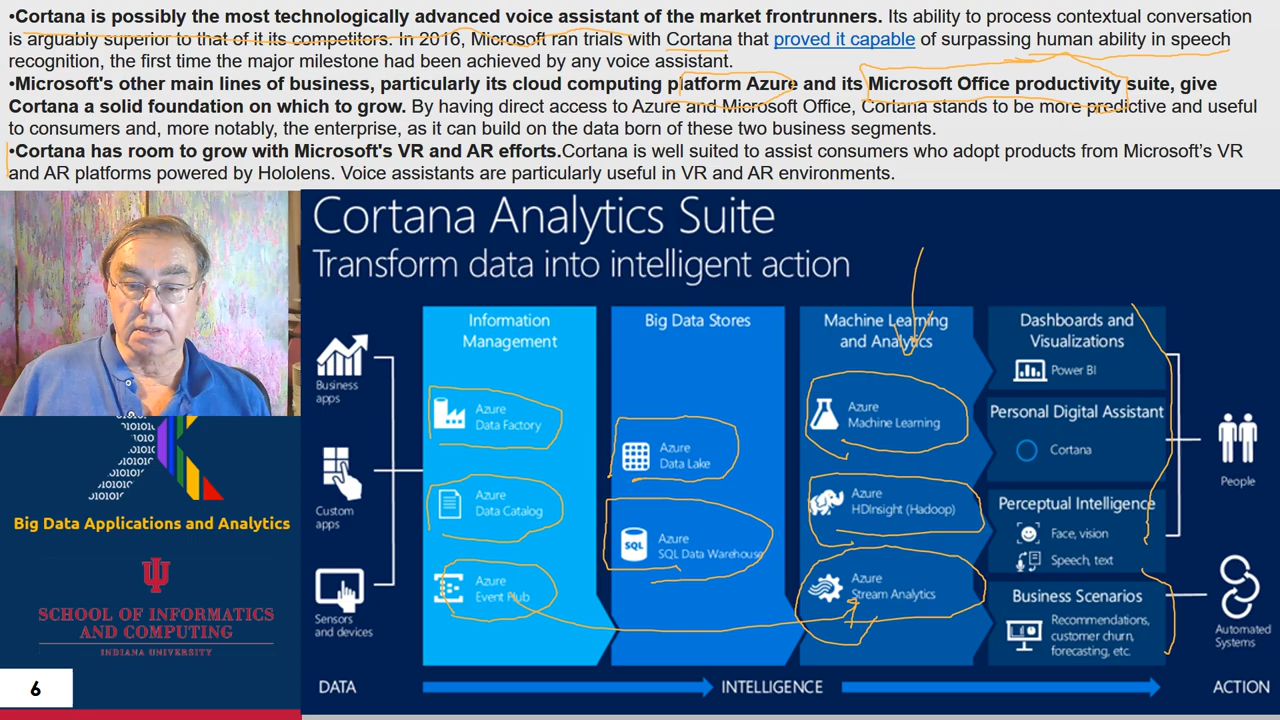 •Cortana is possibly the most technologically advanced voice assistant of the market frontrunners. Its ability to process contextual conversation
is arguably superior to that of it its competitors. In 2016, Microsoft ran trials with Cortana that proved it capable of surpassing human ability in speech
recognition, the first time the major milestone had been achieved by any voice assistant.
•Microsoft's other main lines of business, particularly its cloud computing platform Azure and its Microsoft Office productivity suite, give
Cortana a solid foundation on which to grow. By having direct access to Azure and Microsoft Office, Cortana stands to be more predictive and useful
to consumers and, more notably, the enterprise, as it can build on the data born of these two business segments.
•Cortana has room to grow with Microsoft's VR and AR efforts.Cortana is well suited to assist consumers who adopt products from Microsoft’s VR
and AR platforms powered by Hololens. Voice assistants are particularly useful in VR and AR environments.
Cortana Analytics Suite
Transform data into intelligent action
Business
apps
Custom
apps
Sensors
and devices
DATA
Information
Management
Azure
Data Factory
Azure
Data Catalog
Azure
Event Hub
Big Data Stores
Azure
Data Lake
SQL
Azure
SQL Data Warehouse
Machine Learning
and Analytics
Azure
Machine Learning
Azure
HDInsight (Hadoop)
Azure
Stream Analytics
INTELLIGENCE
Dashboards and
Visualizations
Power BI
Personal Digital Assistant
Cortana
Perceptual Intelligence
Face, vision
Speech, text
Business Scenarios
Recommendations,
customer churn,
forecasting, etc.
People
Automated
Systems
ACTION
Big Data Applications and Analytics
SCHOOL OF INFORMATICS
AND COMPUTING
INDIANA UNIVERSITY
6